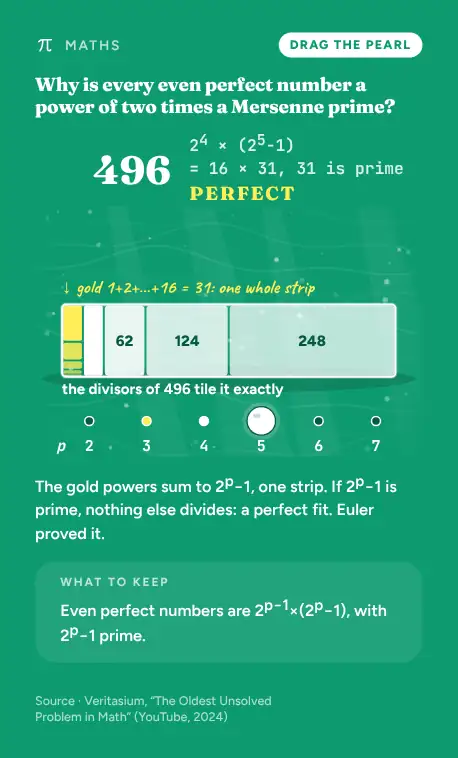 π MATHS
DRAG THE PEARL
Why is every even perfect number a
power of two times a Mersenne prime?
496
2⁴ × (2⁵-1)
= 16 × 31, 31 is prime
PERFECT
↓ gold 1+2+...+16 = 31: one whole strip
62 124 248
the divisors of 496 tile it exactly
p 2 3 4 5 6 7
The gold powers sum to 2ᵖ−1, one strip. If 2ᵖ−1 is
prime, nothing else divides: a perfect fit. Euler
proved it.
WHAT TO KEEP
Even perfect numbers are 2ᵖ⁻¹×(2ᵖ−1), with
2ᵖ−1 prime.
Source · Veritasium, “The Oldest Unsolved
Problem in Math” (YouTube, 2024)